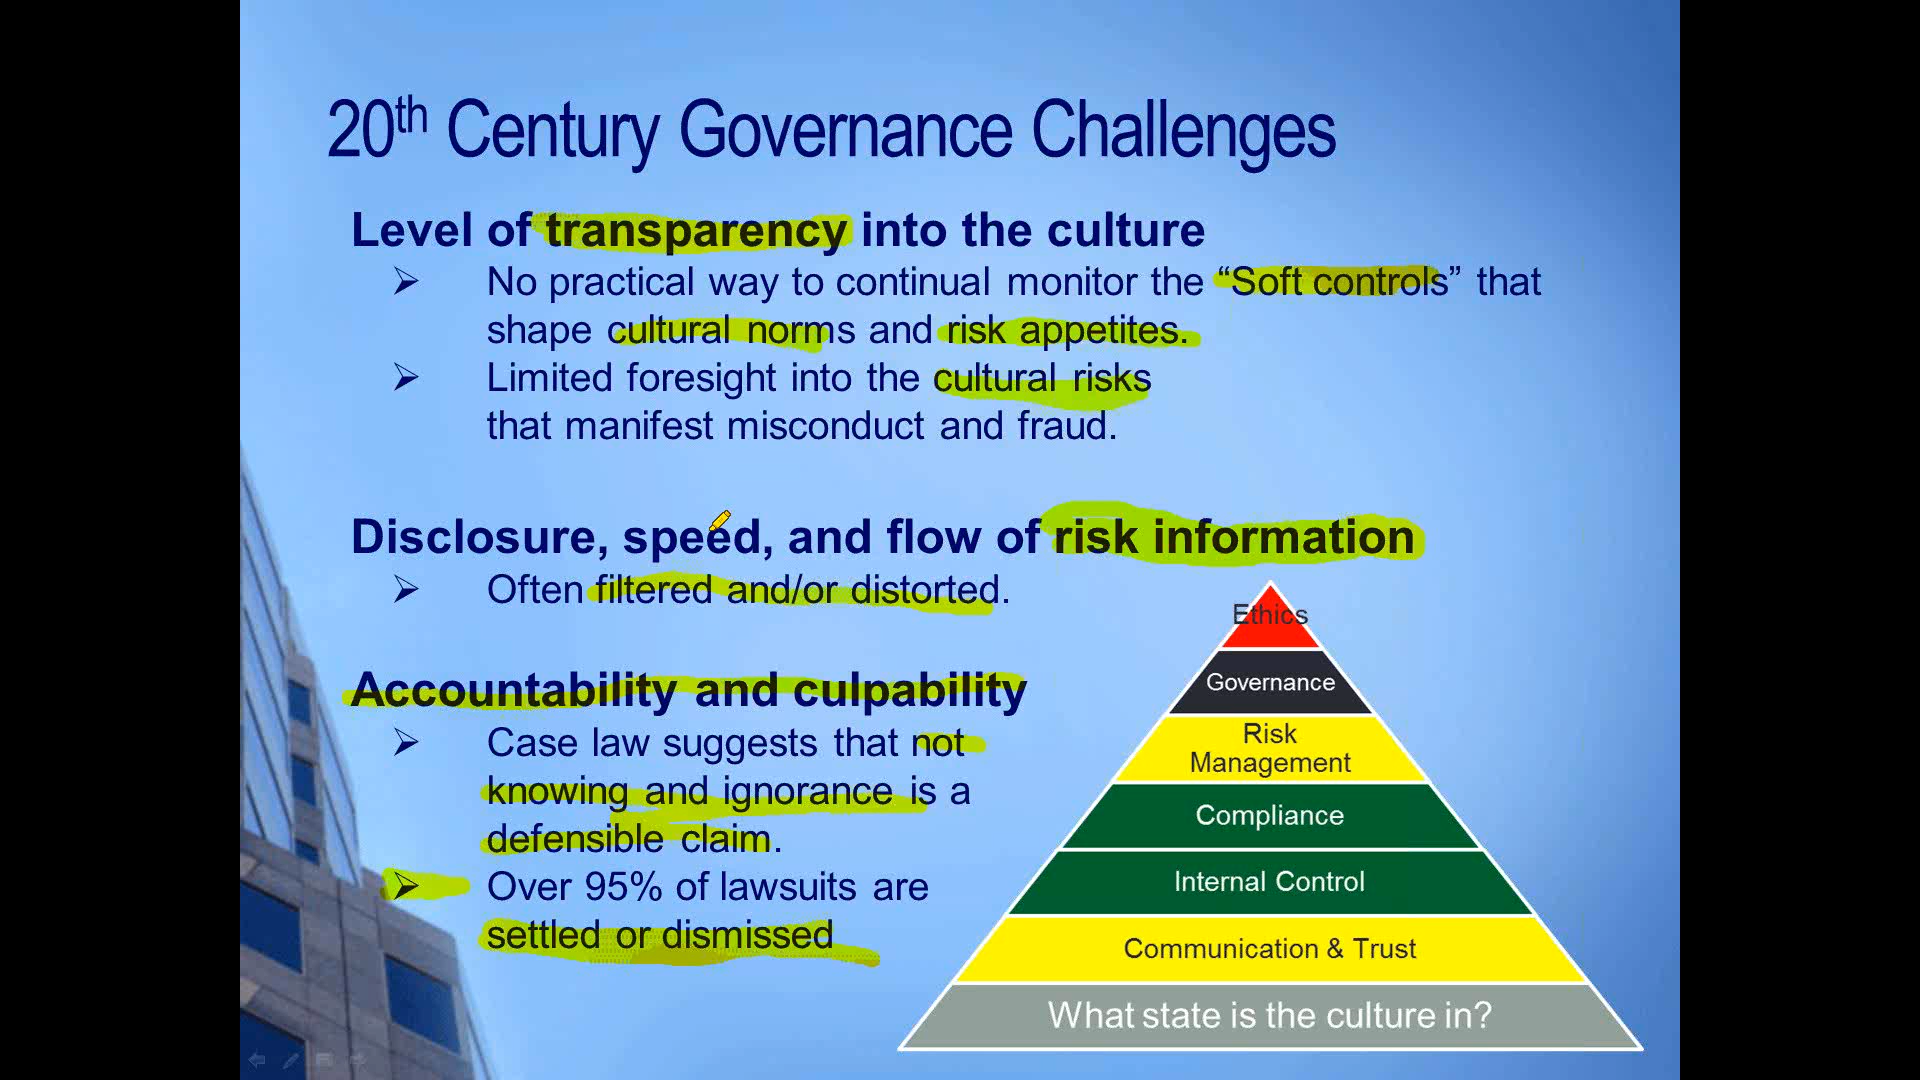 20th Century Governance Challenges
Level of transparency into the culture
➢ No practical way to continual monitor the “Soft controls” that
shape cultural norms and risk appetites.
➢ Limited foresight into the cultural risks
that manifest misconduct and fraud.
Disclosure, speed, and flow of risk information
➢ Often filtered and/or distorted.
Accountability and culpability
➢ Case law suggests that not
knowing and ignorance is a
defensible claim.
➢ Over 95% of lawsuits are
settled or dismissed
Ethics
Governance
Risk
Management
Compliance
Internal Control
Communication & Trust
What state is the culture in?